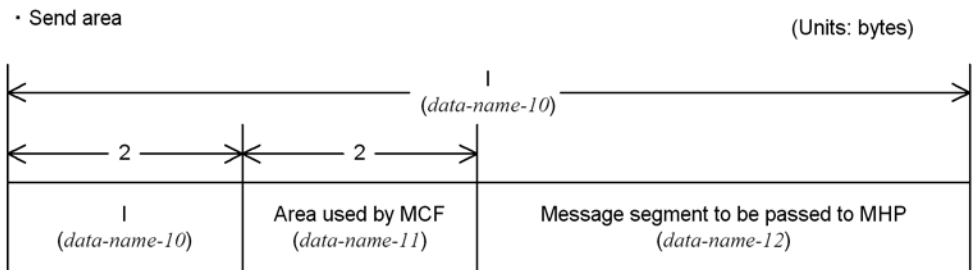 ・Send area
(Units: bytes)
l
(data-name-10)
2
2
l
(data-name-10)
Area used by MCF
(data-name-11)
Message segment to be passed to MHP
(data-name-12)